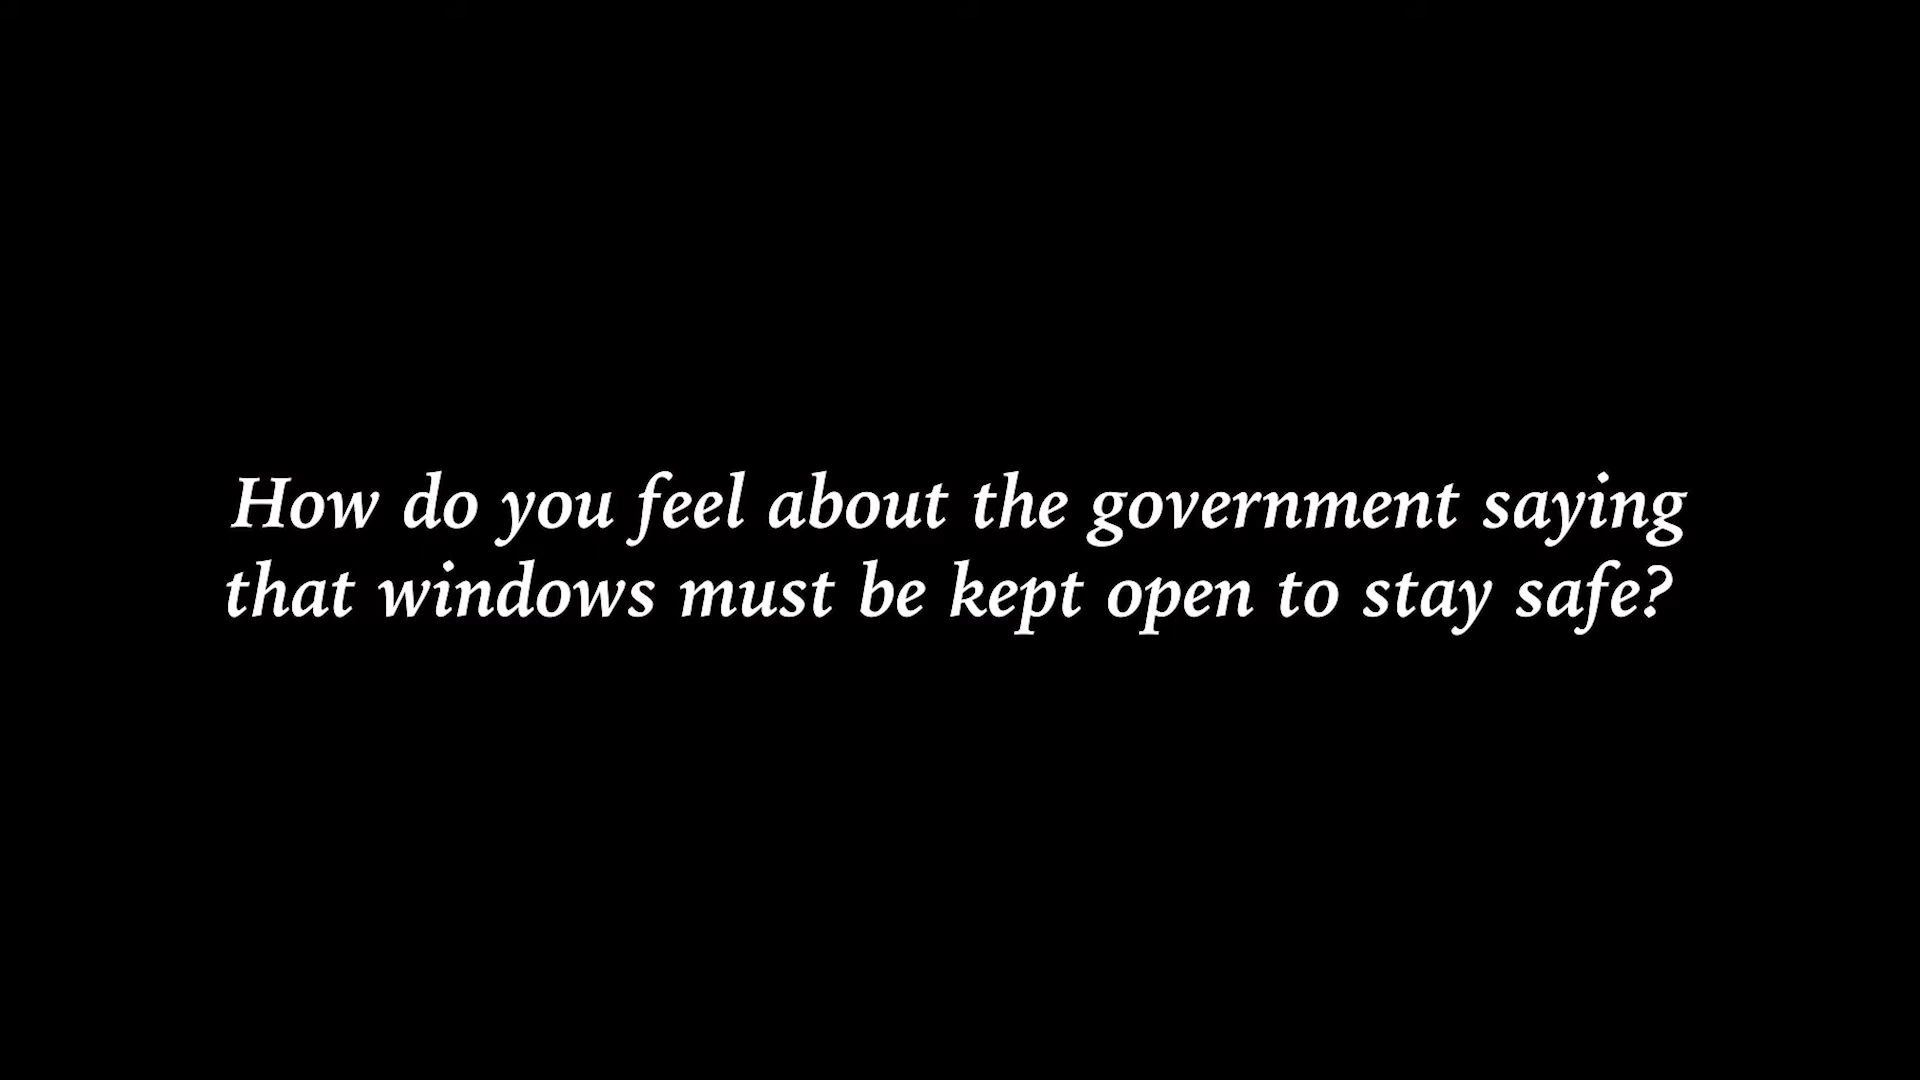 How do you feel about the government saying
that windows must be kept open to stay safe?